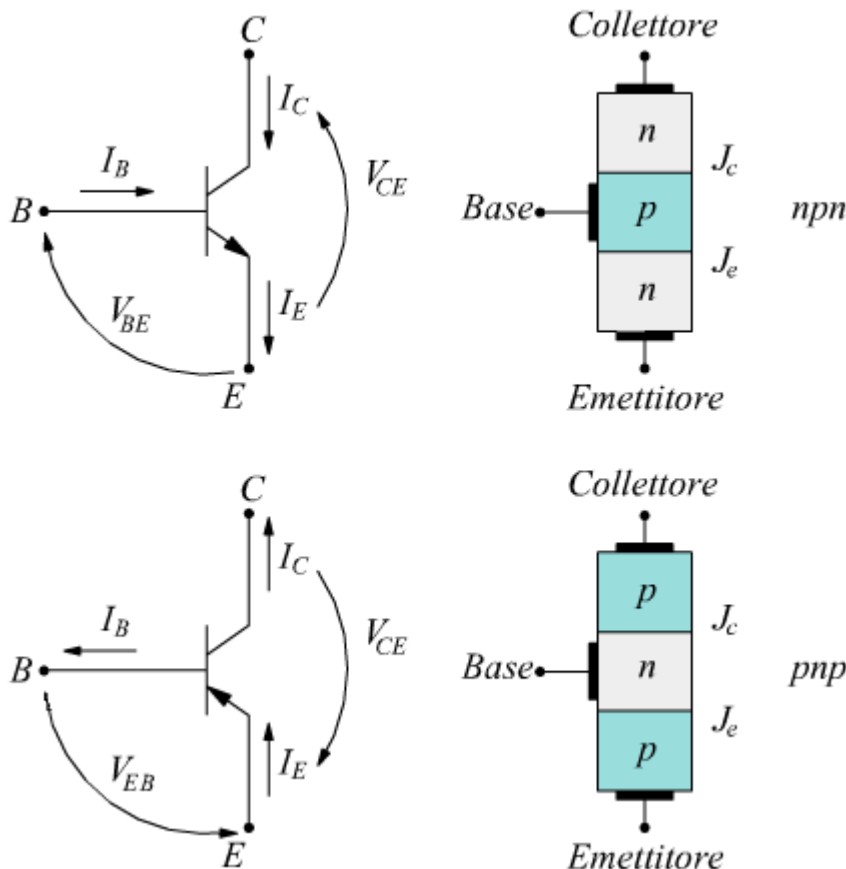 C
I_C
I_B
V_CE
B
I_E
V_BE
E
Collettore
n
J_c
Base
p
npn
J_e
n
Emettitore
C
I_C
I_B
V_CE
B
I_E
V_EB
E
Collettore
p
J_c
Base
n
pnp
J_e
p
Emettitore